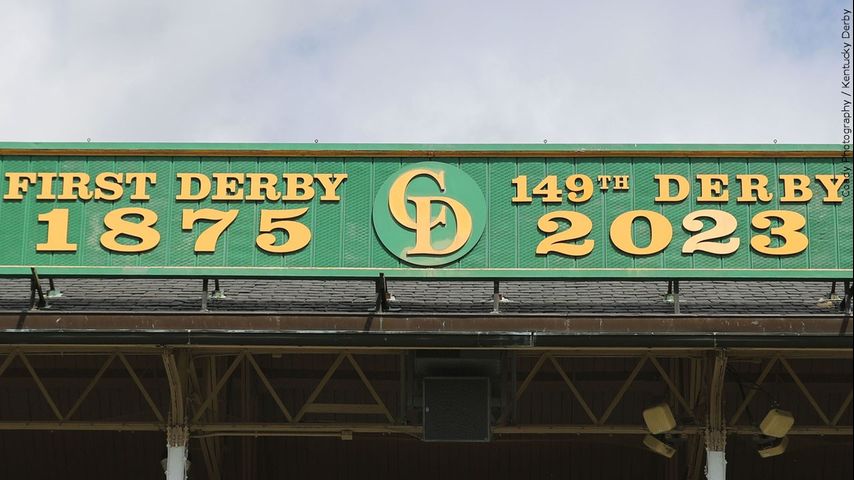 FIRST DERBY
1875
CD
149TH DERBY
2023
Coady Photography / Kentucky Derby